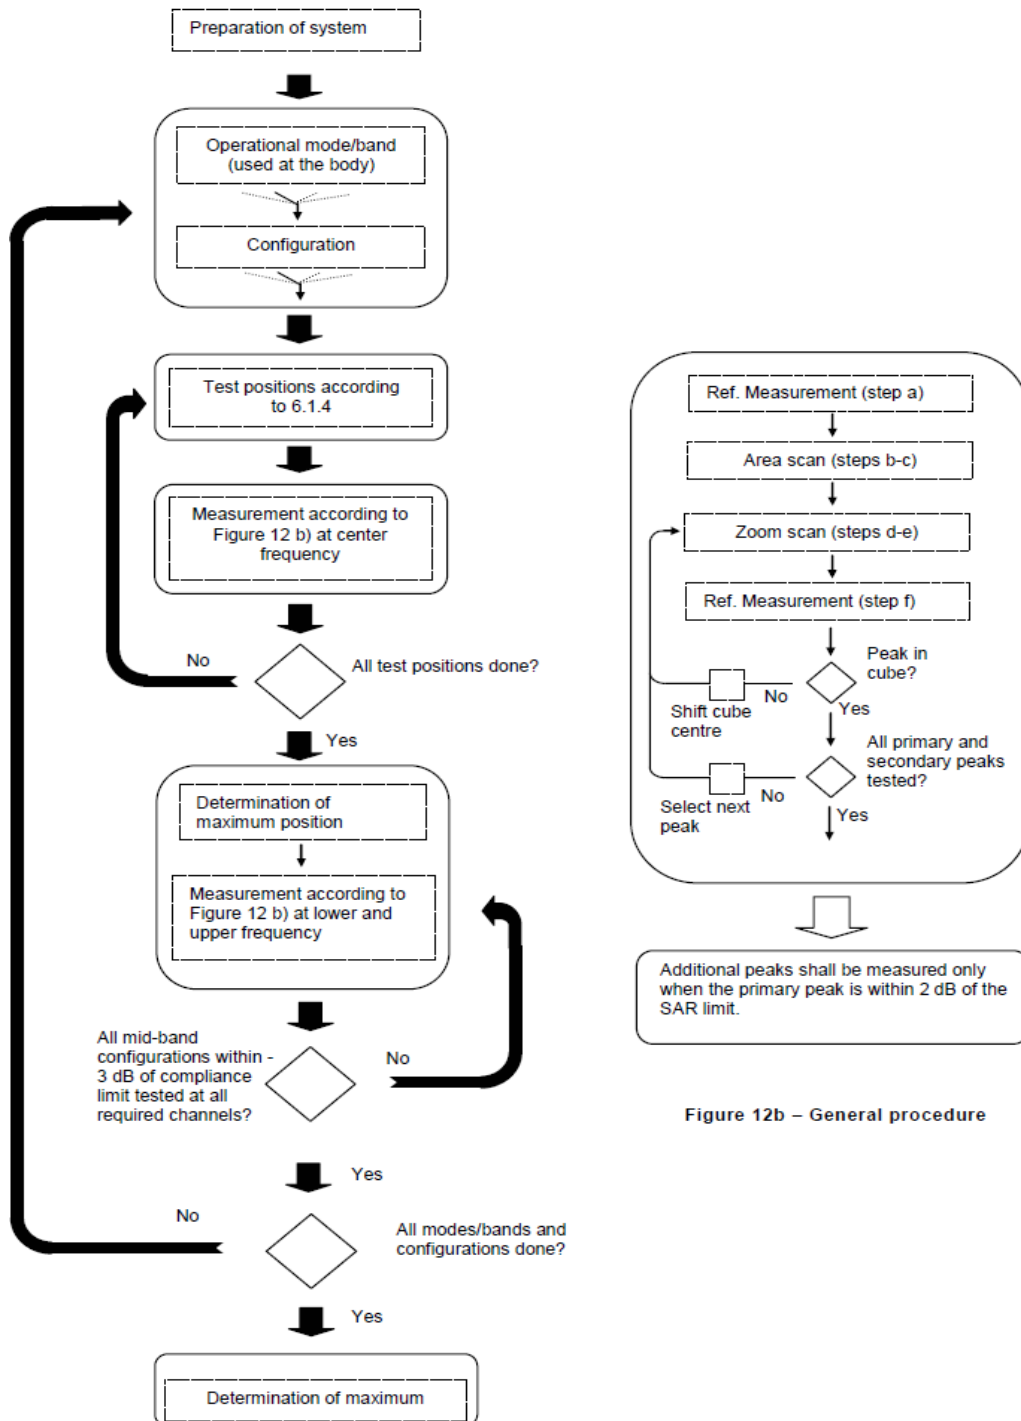 Preparation of system
Operational mode/band
(used at the body)
Configuration
Test positions according
to 6.1.4
Measurement according to
Figure 12 b) at center
frequency
No
All test positions done?
Yes
Determination of
maximum position
Measurement according to
Figure 12 b) at lower and
upper frequency
All mid-band
configurations within -
3 dB of compliance
limit tested at all
required channels?
No
Yes
No
All modes/bands and
configurations done?
Yes
Determination of maximum
Ref. Measurement (step a)
Area scan (steps b-c)
Zoom scan (steps d-e)
Ref. Measurement (step f)
Peak in
cube?
No
Shift cube
centre
Yes
All primary and
secondary peaks
tested?
No
Select next
peak
Yes
Additional peaks shall be measured only
when the primary peak is within 2 dB of the
SAR limit.
Figure 12b – General procedure